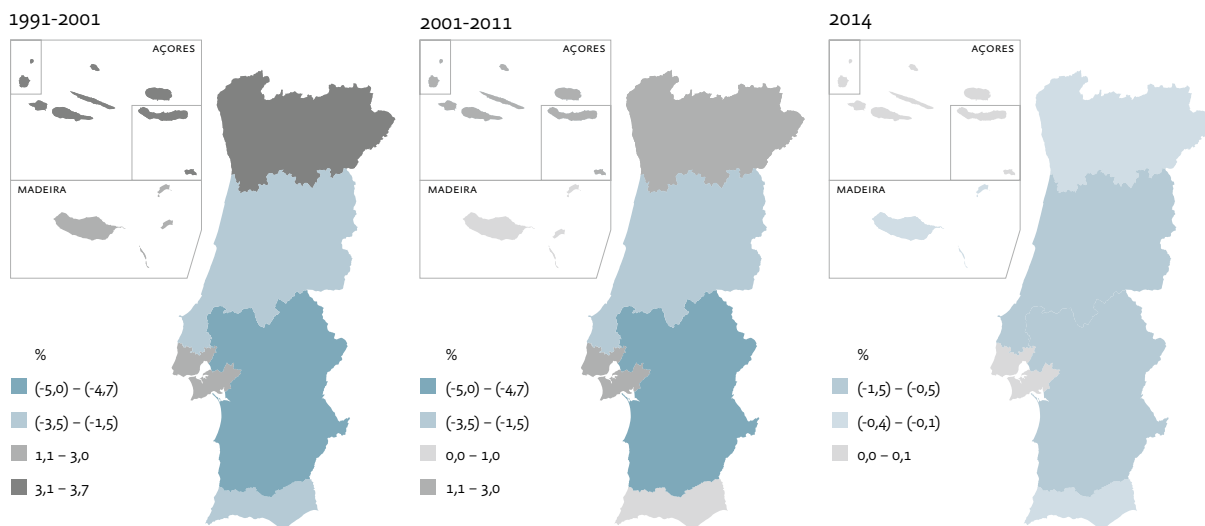 1991-2001
AÇORES
MADEIRA
%
(-5,0) – (-4,7)
(-3,5) – (-1,5)
1,1 – 3,0
3,1 – 3,7
2001-2011
AÇORES
MADEIRA
%
(-5,0) – (-4,7)
(-3,5) – (-1,5)
0,0 – 1,0
1,1 – 3,0
2014
AÇORES
MADEIRA
%
(-1,5) – (-0,5)
(-0,4) – (-0,1)
0,0 – 0,1